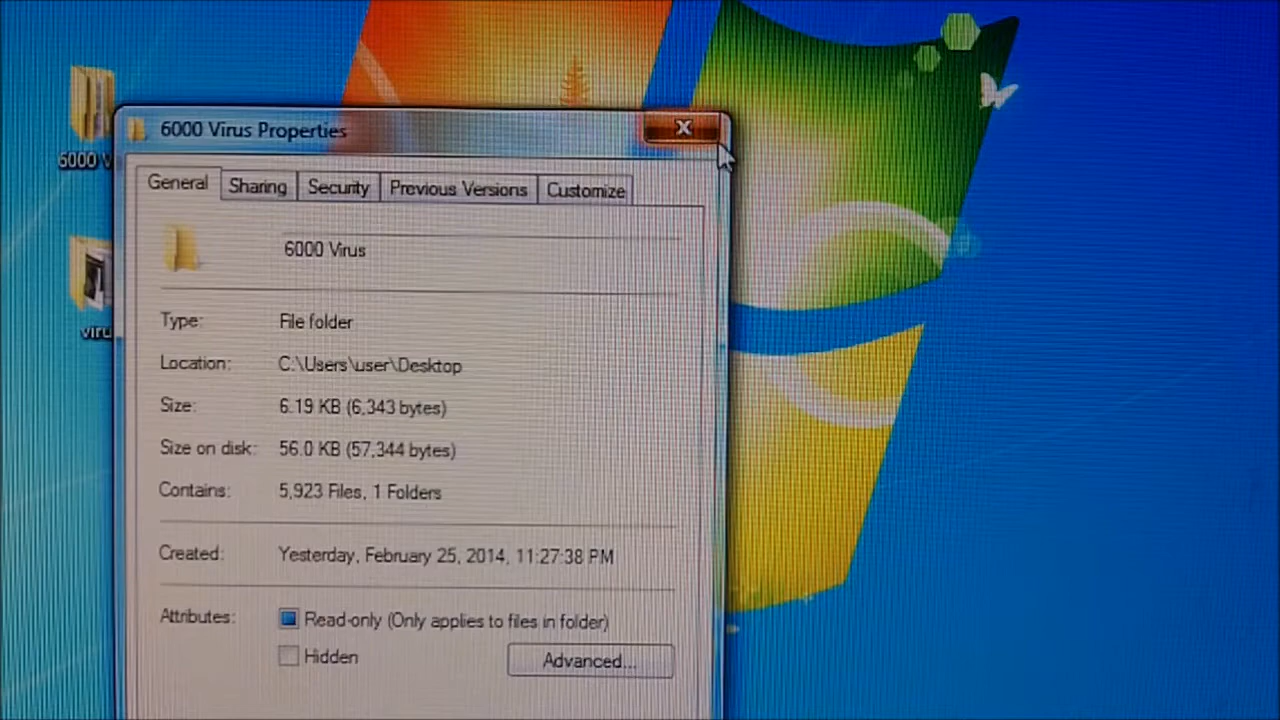 6000 Virus Properties
General
Sharing
Security
Previous Versions
Customize
6000 V
6000 Virus
Type: File folder
Location: C:\Users\user\Desktop
viru
Size: 6.19 KB (6,343 bytes)
Size on disk: 56.0 KB (57,344 bytes)
Contains: 5,923 Files, 1 Folders
Created: Yesterday, February 25, 2014, 11:27:38 PM
Attributes: Read-only (Only applies to files in folder)
Hidden
Advanced...